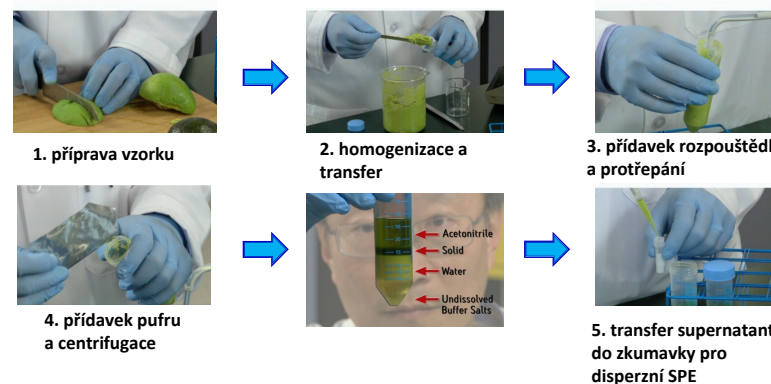 1. příprava vzorku
2. homogenizace a
transfer
3. přídavek rozpouštědl
a protřepání
Acetonitrile
Solid
Water
Undissolved
Buffer Salts
4. přídavek pufru
a centrifugace
5. transfer supernatant
do zkumavky pro
disperzní SPE